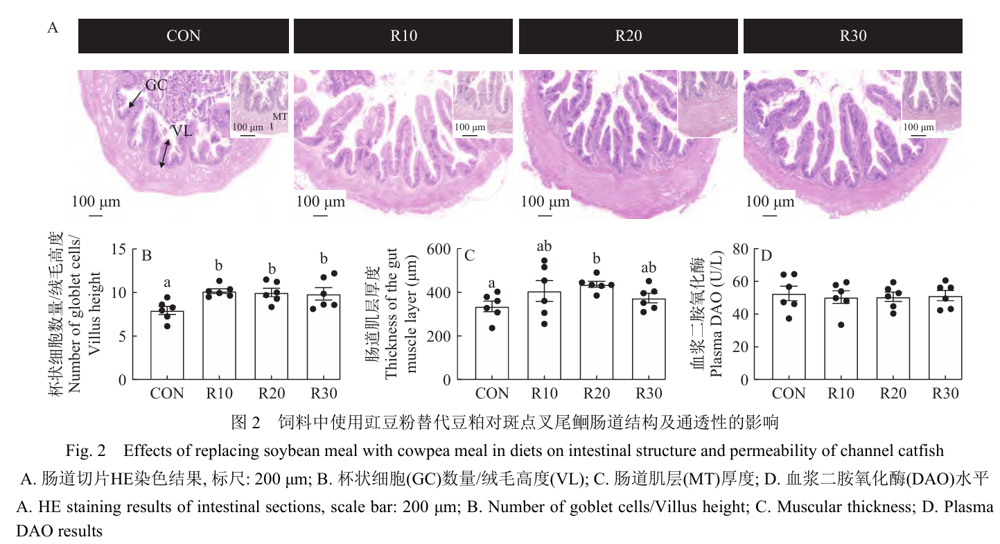 A
CON
R10
R20
R30
GC
VL
MT
100 μm
100 μm
100 μm
100 μm
100 μm
100 μm
100 μm
杯状细胞数量/绒毛高度
Number of globlet cells/
Villus height
15
10
5
0
B
a
b
b
b
CON
R10
R20
R30
肠道肌层厚度
Thickness of the gut
muscle layer (μm)
600
400
200
0
C
a
ab
b
ab
CON
R10
R20
R30
血浆二胺氧化酶
Plasma DAO (U/L)
80
60
40
20
0
D
CON
R10
R20
R30
图 2 饲料中使用豇豆粉替代豆粕对斑点叉尾鮰肠道结构及通透性的影响
Fig. 2 Effects of replacing soybean meal with cowpea meal in diets on intestinal structure and permeability of channel catfish
A. 肠道切片HE染色结果, 标尺: 200 μm; B. 杯状细胞(GC)数量/绒毛高度(VL); C. 肠道肌层(MT)厚度; D. 血浆二胺氧化酶(DAO)水平
A. HE staining results of intestinal sections, scale bar: 200 μm; B. Number of goblet cells/Villus height; C. Muscular thickness; D. Plasma
DAO results